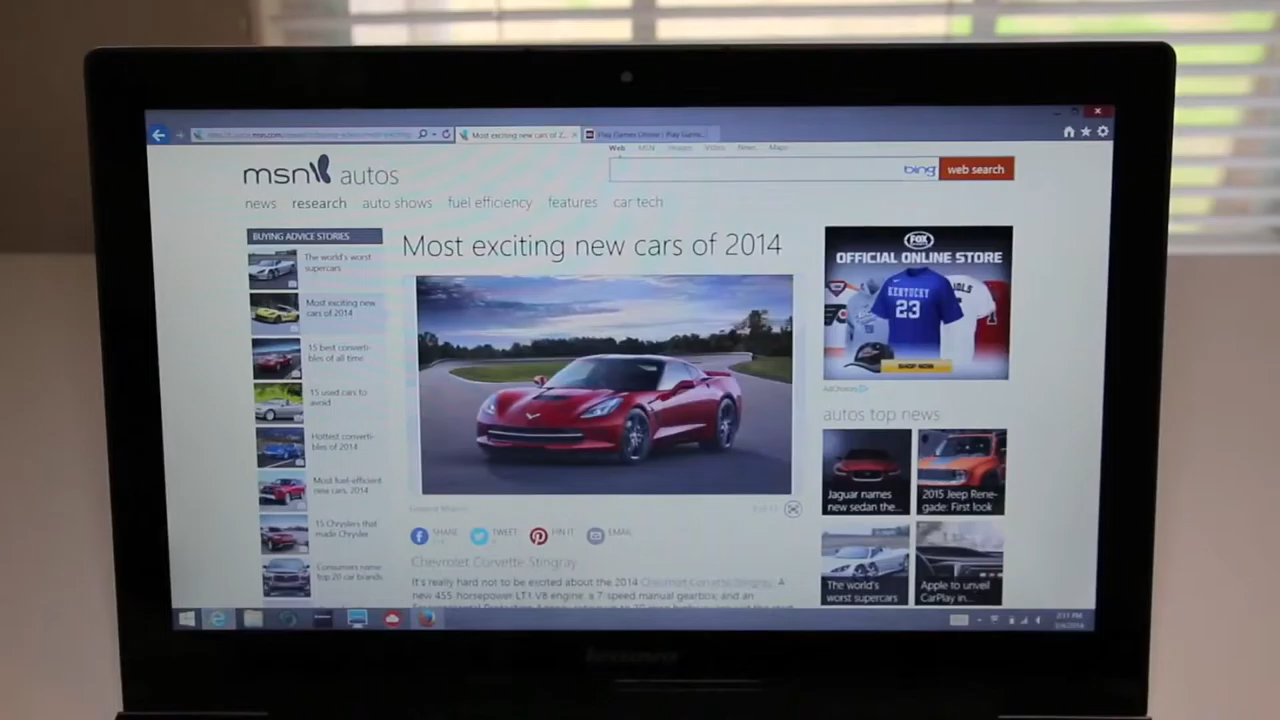 Most exciting new cars of 2...
Play Games Online | Play Game...
Web MSN Images Video News Maps
msn autos
bing web search
news research auto shows fuel efficiency features car tech
BUYING ADVICE STORIES
The world's worst
supercars
Most exciting new
cars of 2014
15 best converti-
bles of all time
15 used cars to
avoid
Hottest converti-
bles of 2014
Most fuel-efficient
new cars, 2014
15 Chryslers that
made Chrysler
Consumers name
top 20 car brands
Most exciting new cars of 2014
SHARE TWEET PIN IT EMAIL
Chevrolet Corvette Stingray
It's really hard not to be excited about the 2014 Chevrolet Corvette Stingray. A
new 455-horsepower LT1 V8 engine; a 7-speed manual gearbox; and an
FOX
OFFICIAL ONLINE STORE
KENTUCKY
23
SHOP NOW
AdChoices
autos top news
Jaguar names
new sedan the...
2015 Jeep Rene-
gade: First look
The world's
worst supercars
Apple to unveil
CarPlay in...
2:31 PM